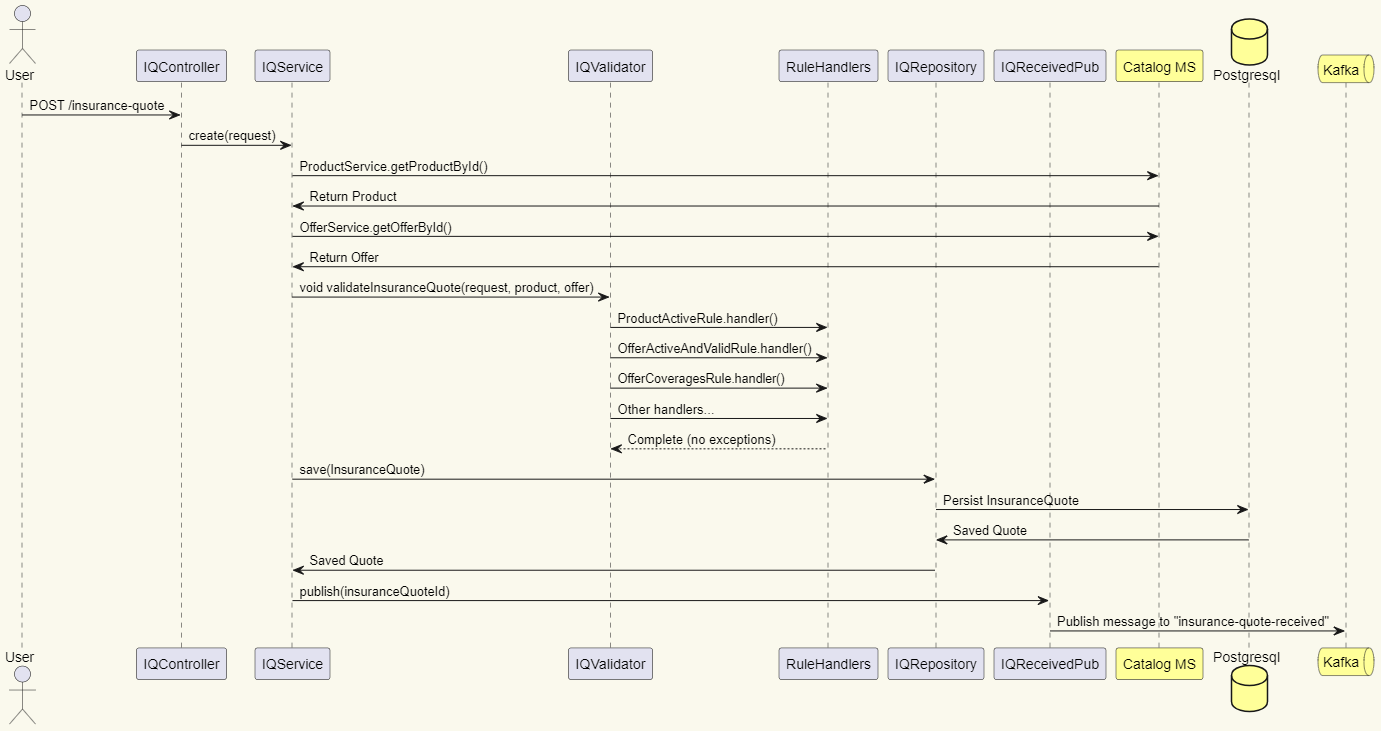 User
IQController
IQService
IQValidator
RuleHandlers
IQRepository
IQReceivedPub
Catalog MS
Postgresql
Kafka
POST /insurance-quote
create(request)
ProductService.getProductById()
Return Product
OfferService.getOfferById()
Return Offer
void validateInsuranceQuote(request, product, offer)
ProductActiveRule.handler()
OfferActiveAndValidRule.handler()
OfferCoveragesRule.handler()
Other handlers...
Complete (no exceptions)
save(InsuranceQuote)
Persist InsuranceQuote
Saved Quote
Saved Quote
publish(insuranceQuoteId)
Publish message to "insurance-quote-received"
User
IQController
IQService
IQValidator
RuleHandlers
IQRepository
IQReceivedPub
Catalog MS
Postgresql
Kafka